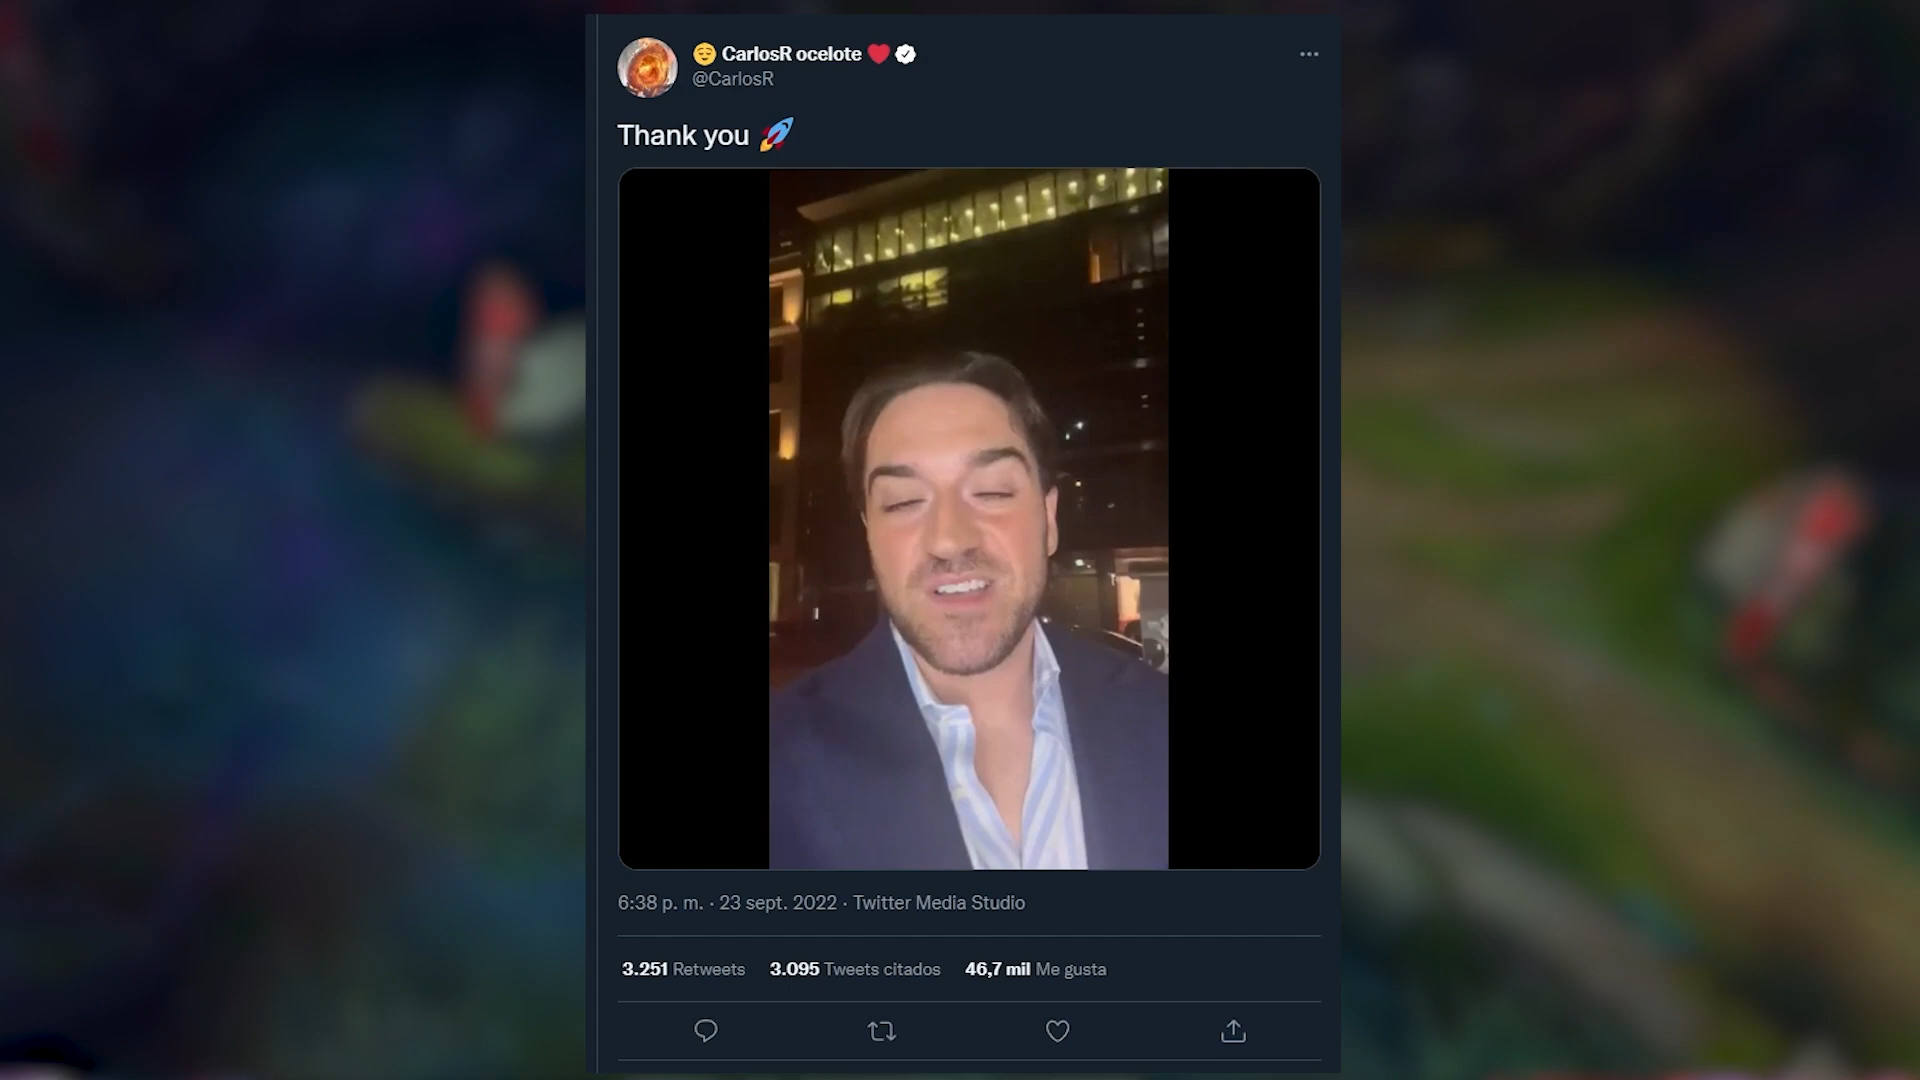 😌 CarlosR ocelote ❤️
@CarlosR
Thank you 🚀
6:38 p. m. · 23 sept. 2022 · Twitter Media Studio
3.251 Retweets 3.095 Tweets citados 46,7 mil Me gusta